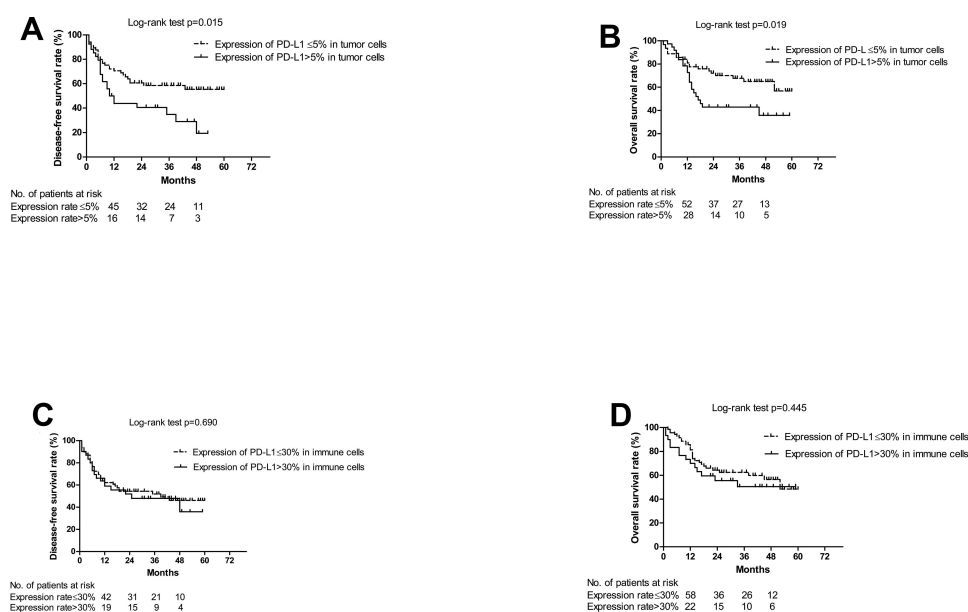 A
Log-rank test p=0.015
Disease-free survival rate (%)
100
80
60
40
20
0
Expression of PD-L1 ≤5% in tumor cells
Expression of PD-L1>5% in tumor cells
0 12 24 36 48 60 72
Months
No. of patients at risk
Expression rate ≤5% 45 32 24 11
Expression rate>5% 16 14 7 3
B
Log-rank test p=0.019
Overall survival rate (%)
100
80
60
40
20
0
Expression of PD-L ≤5% in tumor cells
Expression of PD-L1>5% in tumor cells
0 12 24 36 48 60 72
Months
No. of patients at risk
Expression rate ≤5% 52 37 27 13
Expression rate>5% 28 14 10 5
C
Log-rank test p=0.690
Disease-free survival rate (%)
100
80
60
40
20
0
Expression of PD-L1≤30% in immune cells
Expression of PD-L1>30% in immune cells
0 12 24 36 48 60 72
Months
No. of patients at risk
Expression rate≤30% 42 31 21 10
Expression rate>30% 19 15 9 4
D
Log-rank test p=0.445
Overall survival rate (%)
100
80
60
40
20
0
Expression of PD-L1≤30% in immune cells
Expression of PD-L1>30% in immune cells
0 12 24 36 48 60 72
Months
No. of patients at risk
Expression rate≤30% 58 36 26 12
Expression rate>30% 22 15 10 6